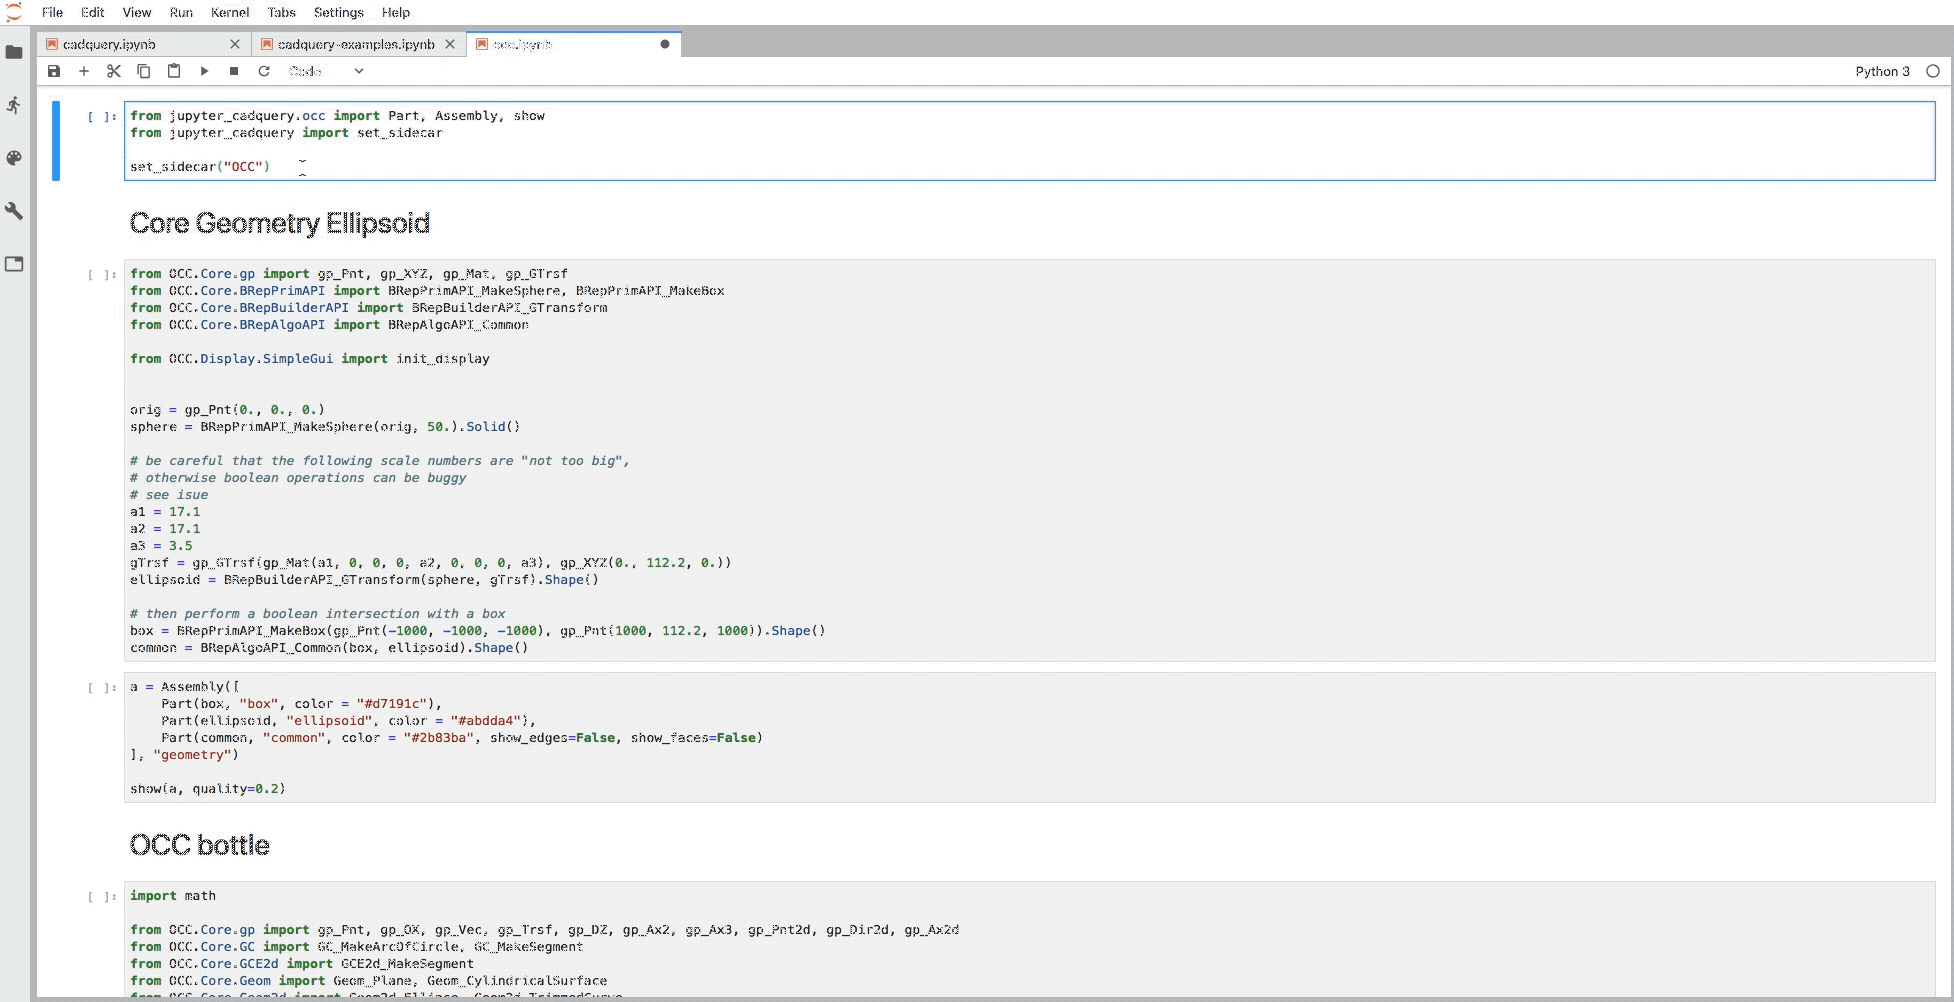 File Edit View Run Kernel Tabs Settings Help
cadquery.ipynb cadquery-examples.ipynb occ.ipynb
Code Python 3
[ ]: from jupyter_cadquery.occ import Part, Assembly, show
from jupyter_cadquery import set_sidecar
set_sidecar("OCC")
Core Geometry Ellipsoid
[ ]: from OCC.Core.gp import gp_Pnt, gp_XYZ, gp_Mat, gp_GTrsf
from OCC.Core.BRepPrimAPI import BRepPrimAPI_MakeSphere, BRepPrimAPI_MakeBox
from OCC.Core.BRepBuilderAPI import BRepBuilderAPI_GTransform
from OCC.Core.BRepAlgoAPI import BRepAlgoAPI_Common
from OCC.Display.SimpleGui import init_display
orig = gp_Pnt(0., 0., 0.)
sphere = BRepPrimAPI_MakeSphere(orig, 50.).Solid()
# be careful that the following scale numbers are "not too big",
# otherwise boolean operations can be buggy
# see isue
a1 = 17.1
a2 = 17.1
a3 = 3.5
gTrsf = gp_GTrsf(gp_Mat(a1, 0, 0, 0, a2, 0, 0, 0, a3), gp_XYZ(0., 112.2, 0.))
ellipsoid = BRepBuilderAPI_GTransform(sphere, gTrsf).Shape()
# then perform a boolean intersection with a box
box = BRepPrimAPI_MakeBox(gp_Pnt(-1000, -1000, -1000), gp_Pnt(1000, 112.2, 1000)).Shape()
common = BRepAlgoAPI_Common(box, ellipsoid).Shape()
[ ]: a = Assembly([
Part(box, "box", color = "#d7191c"),
Part(ellipsoid, "ellipsoid", color = "#abdda4"),
Part(common, "common", color = "#2b83ba", show_edges=False, show_faces=False)
], "geometry")
show(a, quality=0.2)
OCC bottle
[ ]: import math
from OCC.Core.gp import gp_Pnt, gp_OX, gp_Vec, gp_Trsf, gp_DZ, gp_Ax2, gp_Ax3, gp_Pnt2d, gp_Dir2d, gp_Ax2d
from OCC.Core.GC import GC_MakeArcOfCircle, GC_MakeSegment
from OCC.Core.GCE2d import GCE2d_MakeSegment
from OCC.Core.Geom import Geom_Plane, Geom_CylindricalSurface
from OCC.Core.Geom2d import Geom2d_Ellipse, Geom2d_TrimmedCurve